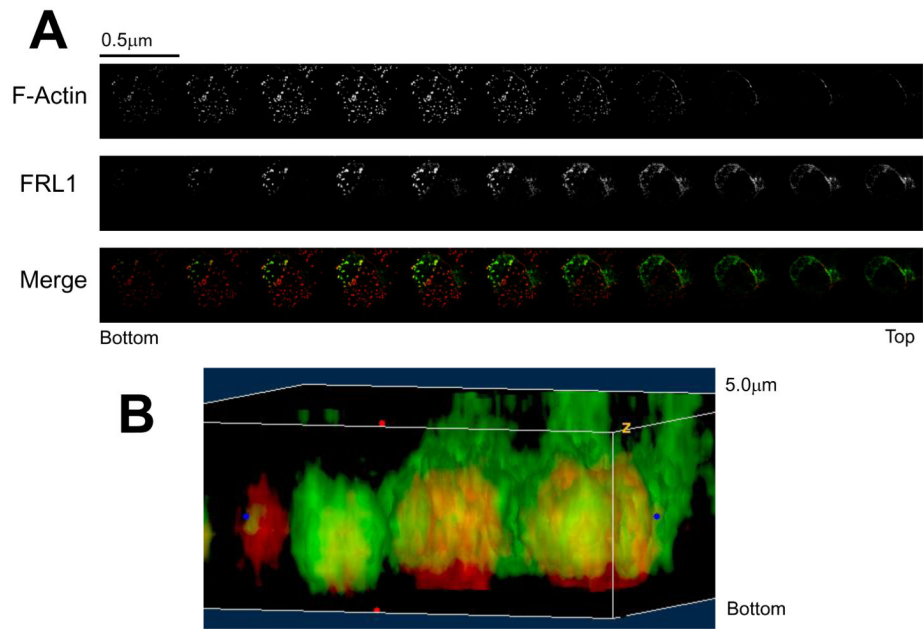 A
0.5μm
F-Actin
FRL1
Merge
Bottom
Top
B
5.0μm
z
Bottom